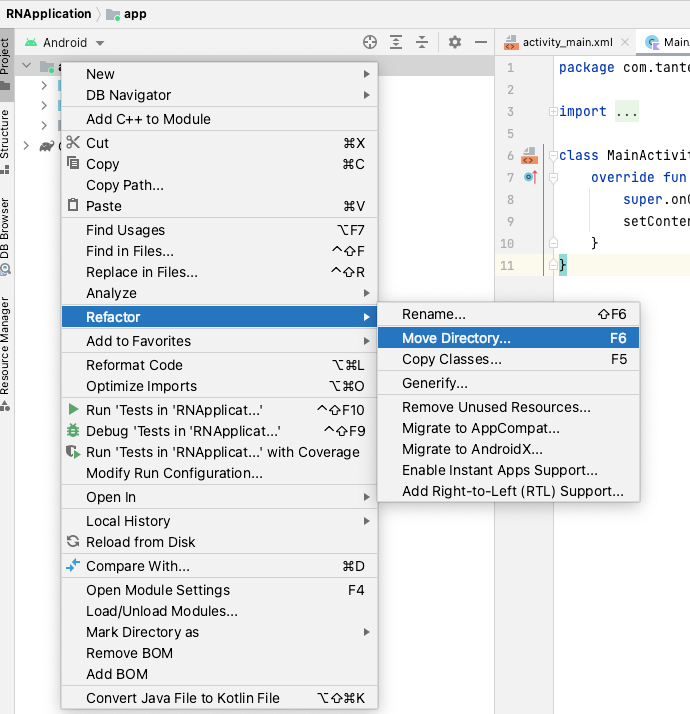 RNApplication
app
Project
Structure
DB Browser
Resource Manager
Android
New
DB Navigator
Add C++ to Module
Cut ⌘X
Copy ⌘C
Copy Path...
Paste ⌘V
Find Usages ⌥F7
Find in Files... ⌃⇧F
Replace in Files... ⌃⇧R
Analyze
Refactor
Add to Favorites
Reformat Code ⌥⌘L
Optimize Imports ⌥⌘O
Run 'Tests in 'RNApplicat...' ⌃⇧F10
Debug 'Tests in 'RNApplicat...' ⌃⇧F9
Run 'Tests in 'RNApplicat...' with Coverage
Modify Run Configuration...
Open In
Local History
Reload from Disk
Compare With... ⌘D
Open Module Settings F4
Load/Unload Modules...
Mark Directory as
Remove BOM
Add BOM
Convert Java File to Kotlin File ⌥⇧⌘K
Rename... ⇧F6
Move Directory... F6
Copy Classes... F5
Generify...
Remove Unused Resources...
Migrate to AppCompat...
Migrate to AndroidX...
Enable Instant Apps Support...
Add Right-to-Left (RTL) Support...
activity_main.xml
Main
1 package com.tante
2
3 import ...
5
6 class MainActivit
7 override fun
8 super.onC
9 setConten
10 }
11 }